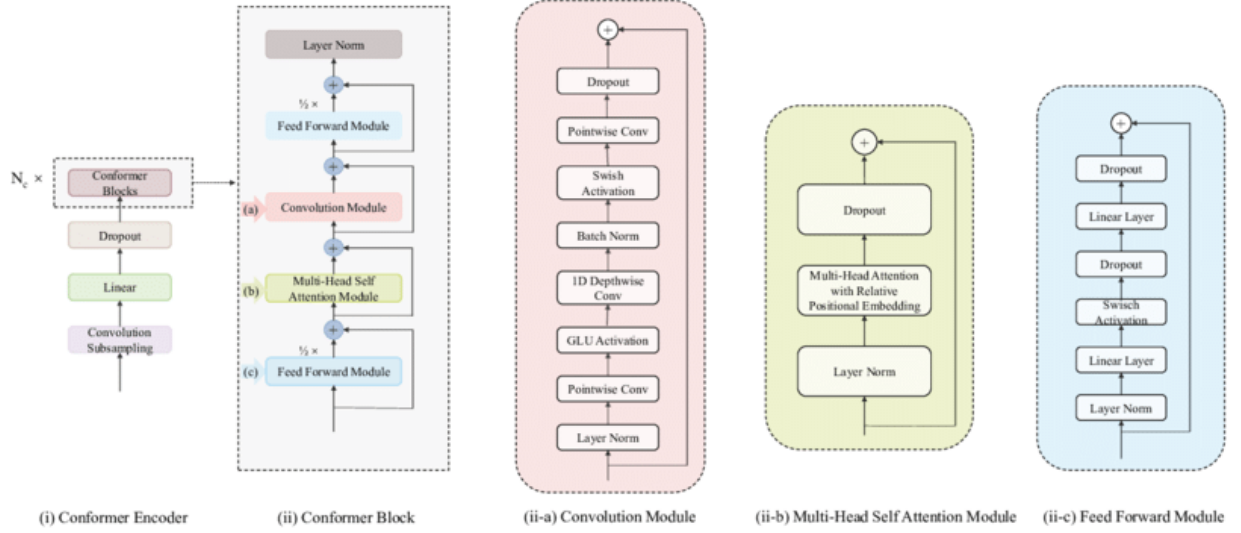 N_c ×
Conformer
Blocks
Dropout
Linear
Convolution
Subsampling
(i) Conformer Encoder
Layer Norm
+
½ ×
Feed Forward Module
+
(a)
Convolution Module
+
(b)
Multi-Head Self
Attention Module
+
½ ×
(c)
Feed Forward Module
(ii) Conformer Block
+
Dropout
Pointwise Conv
Swish
Activation
Batch Norm
1D Depthwise
Conv
GLU Activation
Pointwise Conv
Layer Norm
(ii-a) Convolution Module
+
Dropout
Multi-Head Attention
with Relative
Positional Embedding
Layer Norm
(ii-b) Multi-Head Self Attention Module
+
Dropout
Linear Layer
Dropout
Swisch
Activation
Linear Layer
Layer Norm
(ii-c) Feed Forward Module